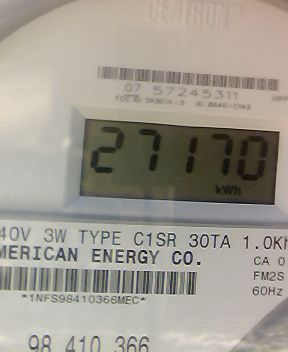 CENTRON®
07 57245311
27170
kWh
40V 3W TYPE C1SR 30TA 1.0Kh
MERICAN ENERGY CO.
CA 0
FM2S
60Hz
*1NFS98410366MEC*
98 410 366